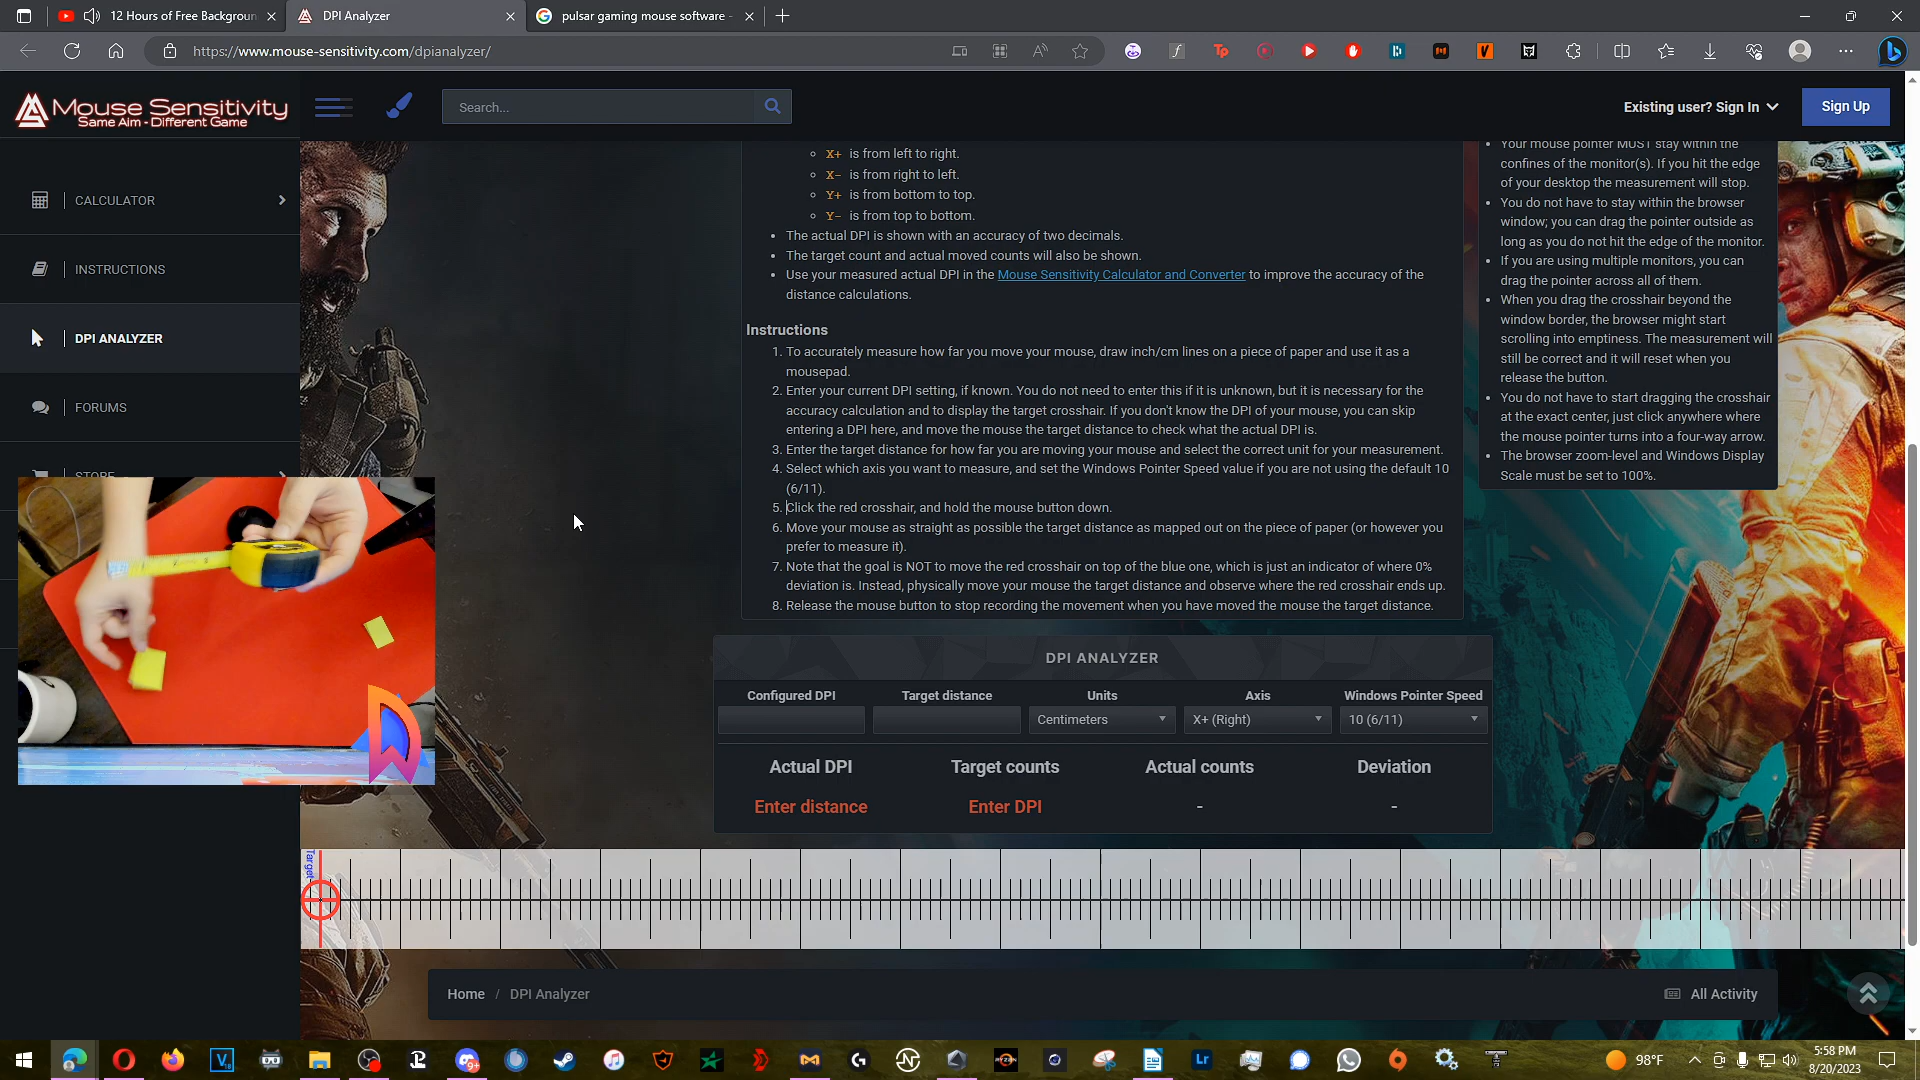 12 Hours of Free Backgroun
DPI Analyzer
pulsar gaming mouse software -
https://www.mouse-sensitivity.com/dpianalyzer/
Mouse Sensitivity
Same Aim - Different Game
Search...
Existing user? Sign In
Sign Up
CALCULATOR
INSTRUCTIONS
DPI ANALYZER
FORUMS
STORE
X+ is from left to right.
X- is from right to left.
Y+ is from bottom to top.
Y- is from top to bottom.
• The actual DPI is shown with an accuracy of two decimals.
• The target count and actual moved counts will also be shown.
• Use your measured actual DPI in the Mouse Sensitivity Calculator and Converter to improve the accuracy of the
distance calculations.
Instructions
1. To accurately measure how far you move your mouse, draw inch/cm lines on a piece of paper and use it as a
mousepad.
2. Enter your current DPI setting, if known. You do not need to enter this if it is unknown, but it is necessary for the
accuracy calculation and to display the target crosshair. If you don't know the DPI of your mouse, you can skip
entering a DPI here, and move the mouse the target distance to check what the actual DPI is.
3. Enter the target distance for how far you are moving your mouse and select the correct unit for your measurement.
4. Select which axis you want to measure, and set the Windows Pointer Speed value if you are not using the default 10
(6/11).
5. Click the red crosshair, and hold the mouse button down.
6. Move your mouse as straight as possible the target distance as mapped out on the piece of paper (or however you
prefer to measure it).
7. Note that the goal is NOT to move the red crosshair on top of the blue one, which is just an indicator of where 0%
deviation is. Instead, physically move your mouse the target distance and observe where the red crosshair ends up.
8. Release the mouse button to stop recording the movement when you have moved the mouse the target distance.
• Your mouse pointer MUST stay within the
confines of the monitor(s). If you hit the edge
of your desktop the measurement will stop.
• You do not have to stay within the browser
window; you can drag the pointer outside as
long as you do not hit the edge of the monitor.
• If you are using multiple monitors, you can
drag the pointer across all of them.
• When you drag the crosshair beyond the
window border, the browser might start
scrolling into emptiness. The measurement will
still be correct and it will reset when you
release the button.
• You do not have to start dragging the crosshair
at the exact center, just click anywhere where
the mouse pointer turns into a four-way arrow.
• The browser zoom-level and Windows Display
Scale must be set to 100%.
DPI ANALYZER
Configured DPI Target distance Units Axis Windows Pointer Speed
Centimeters X+ (Right) 10 (6/11)
Actual DPI Target counts Actual counts Deviation
Enter distance Enter DPI - -
Target
Home / DPI Analyzer
All Activity
98°F
5:58 PM
8/20/2023